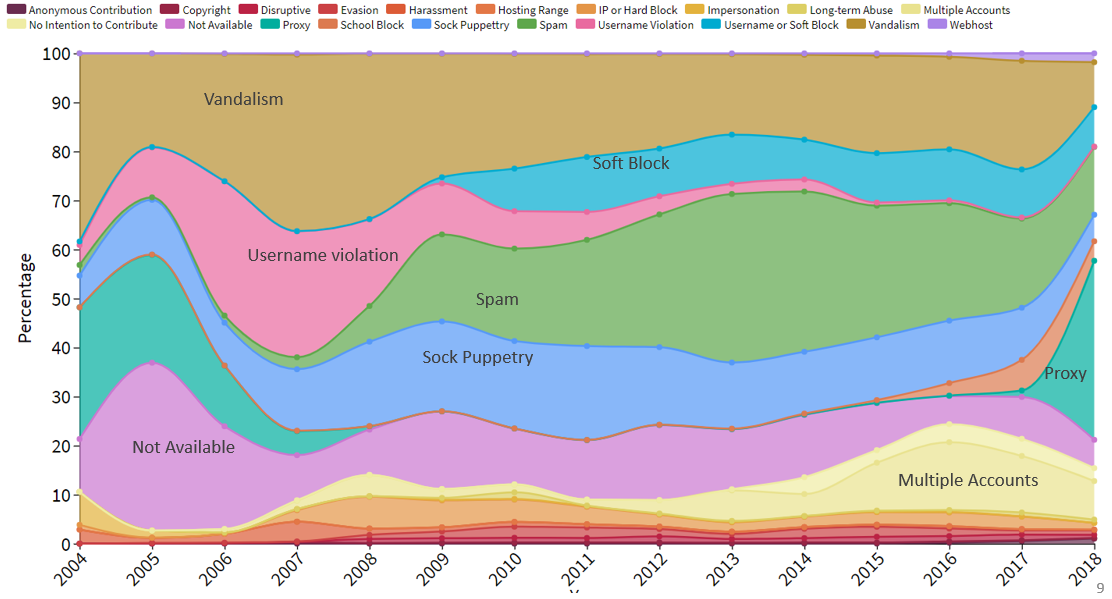 Anonymous Contribution Copyright Disruptive Evasion Harassment Hosting Range IP or Hard Block Impersonation Long-term Abuse Multiple Accounts
No Intention to Contribute Not Available Proxy School Block Sock Puppetry Spam Username Violation Username or Soft Block Vandalism Webhost
100
90
80
70
60
50
40
30
20
10
0
Percentage
Vandalism
Soft Block
Username violation
Spam
Sock Puppetry
Proxy
Not Available
Multiple Accounts
2004 2005 2006 2007 2008 2009 2010 2011 2012 2013 2014 2015 2016 2017 2018
9